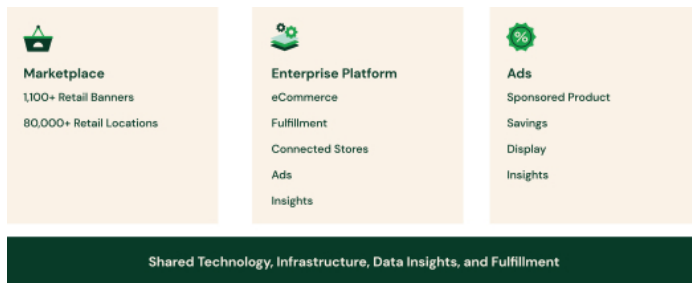 Marketplace
1,100+ Retail Banners
80,000+ Retail Locations
Enterprise Platform
eCommerce
Fulfillment
Connected Stores
Ads
Insights
%
Ads
Sponsored Product
Savings
Display
Insights
Shared Technology, Infrastructure, Data Insights, and Fulfillment